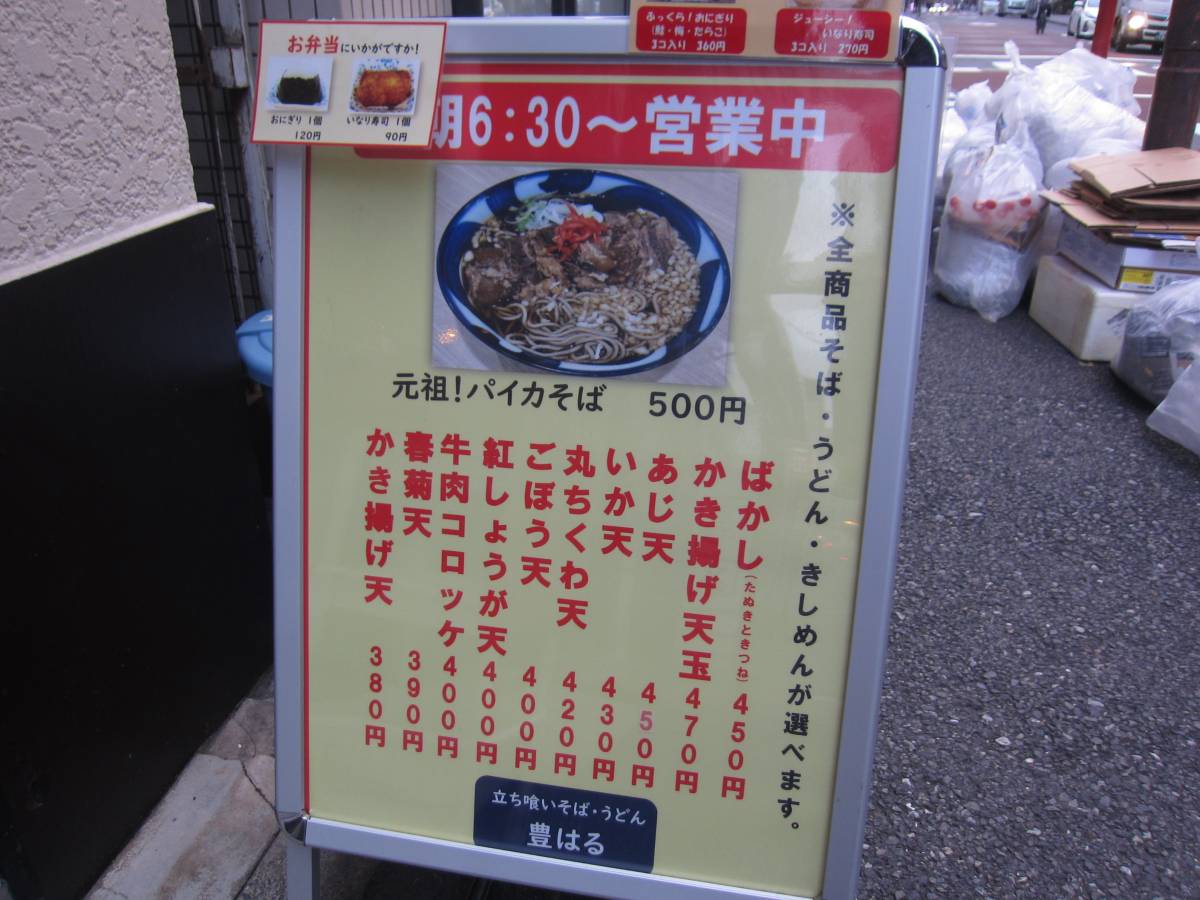 ふっくら!おにぎり
(鮭・梅・たらこ)
3コ入り 360円
ジューシー!
いなり寿司
3コ入り 270円
お弁当にいかがですか!
おにぎり 1個
120円
いなり寿司 1個
90円
朝6:30〜営業中
※全商品そば・うどん・きしめんが選べます。
元祖!パイカそば 500円
ばかし(たぬきときつね) 450円
かき揚げ天玉 470円
あじ天 450円
いか天 430円
丸ちくわ天 420円
ごぼう天 400円
紅しょうが天 400円
牛肉コロッケ 400円
春菊天 390円
かき揚げ天 380円
立ち喰いそば・うどん
豊はる